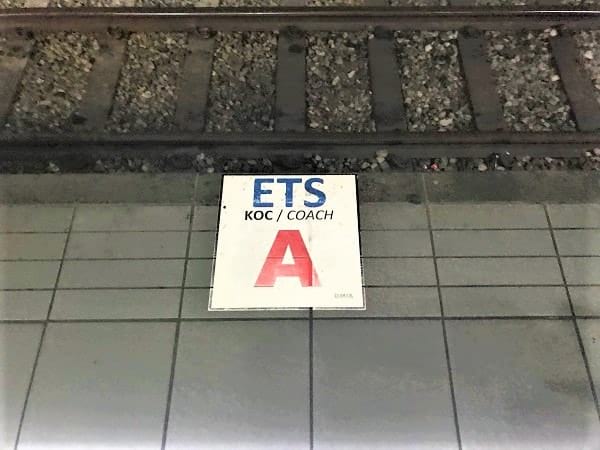 ETS
KOC / COACH
A